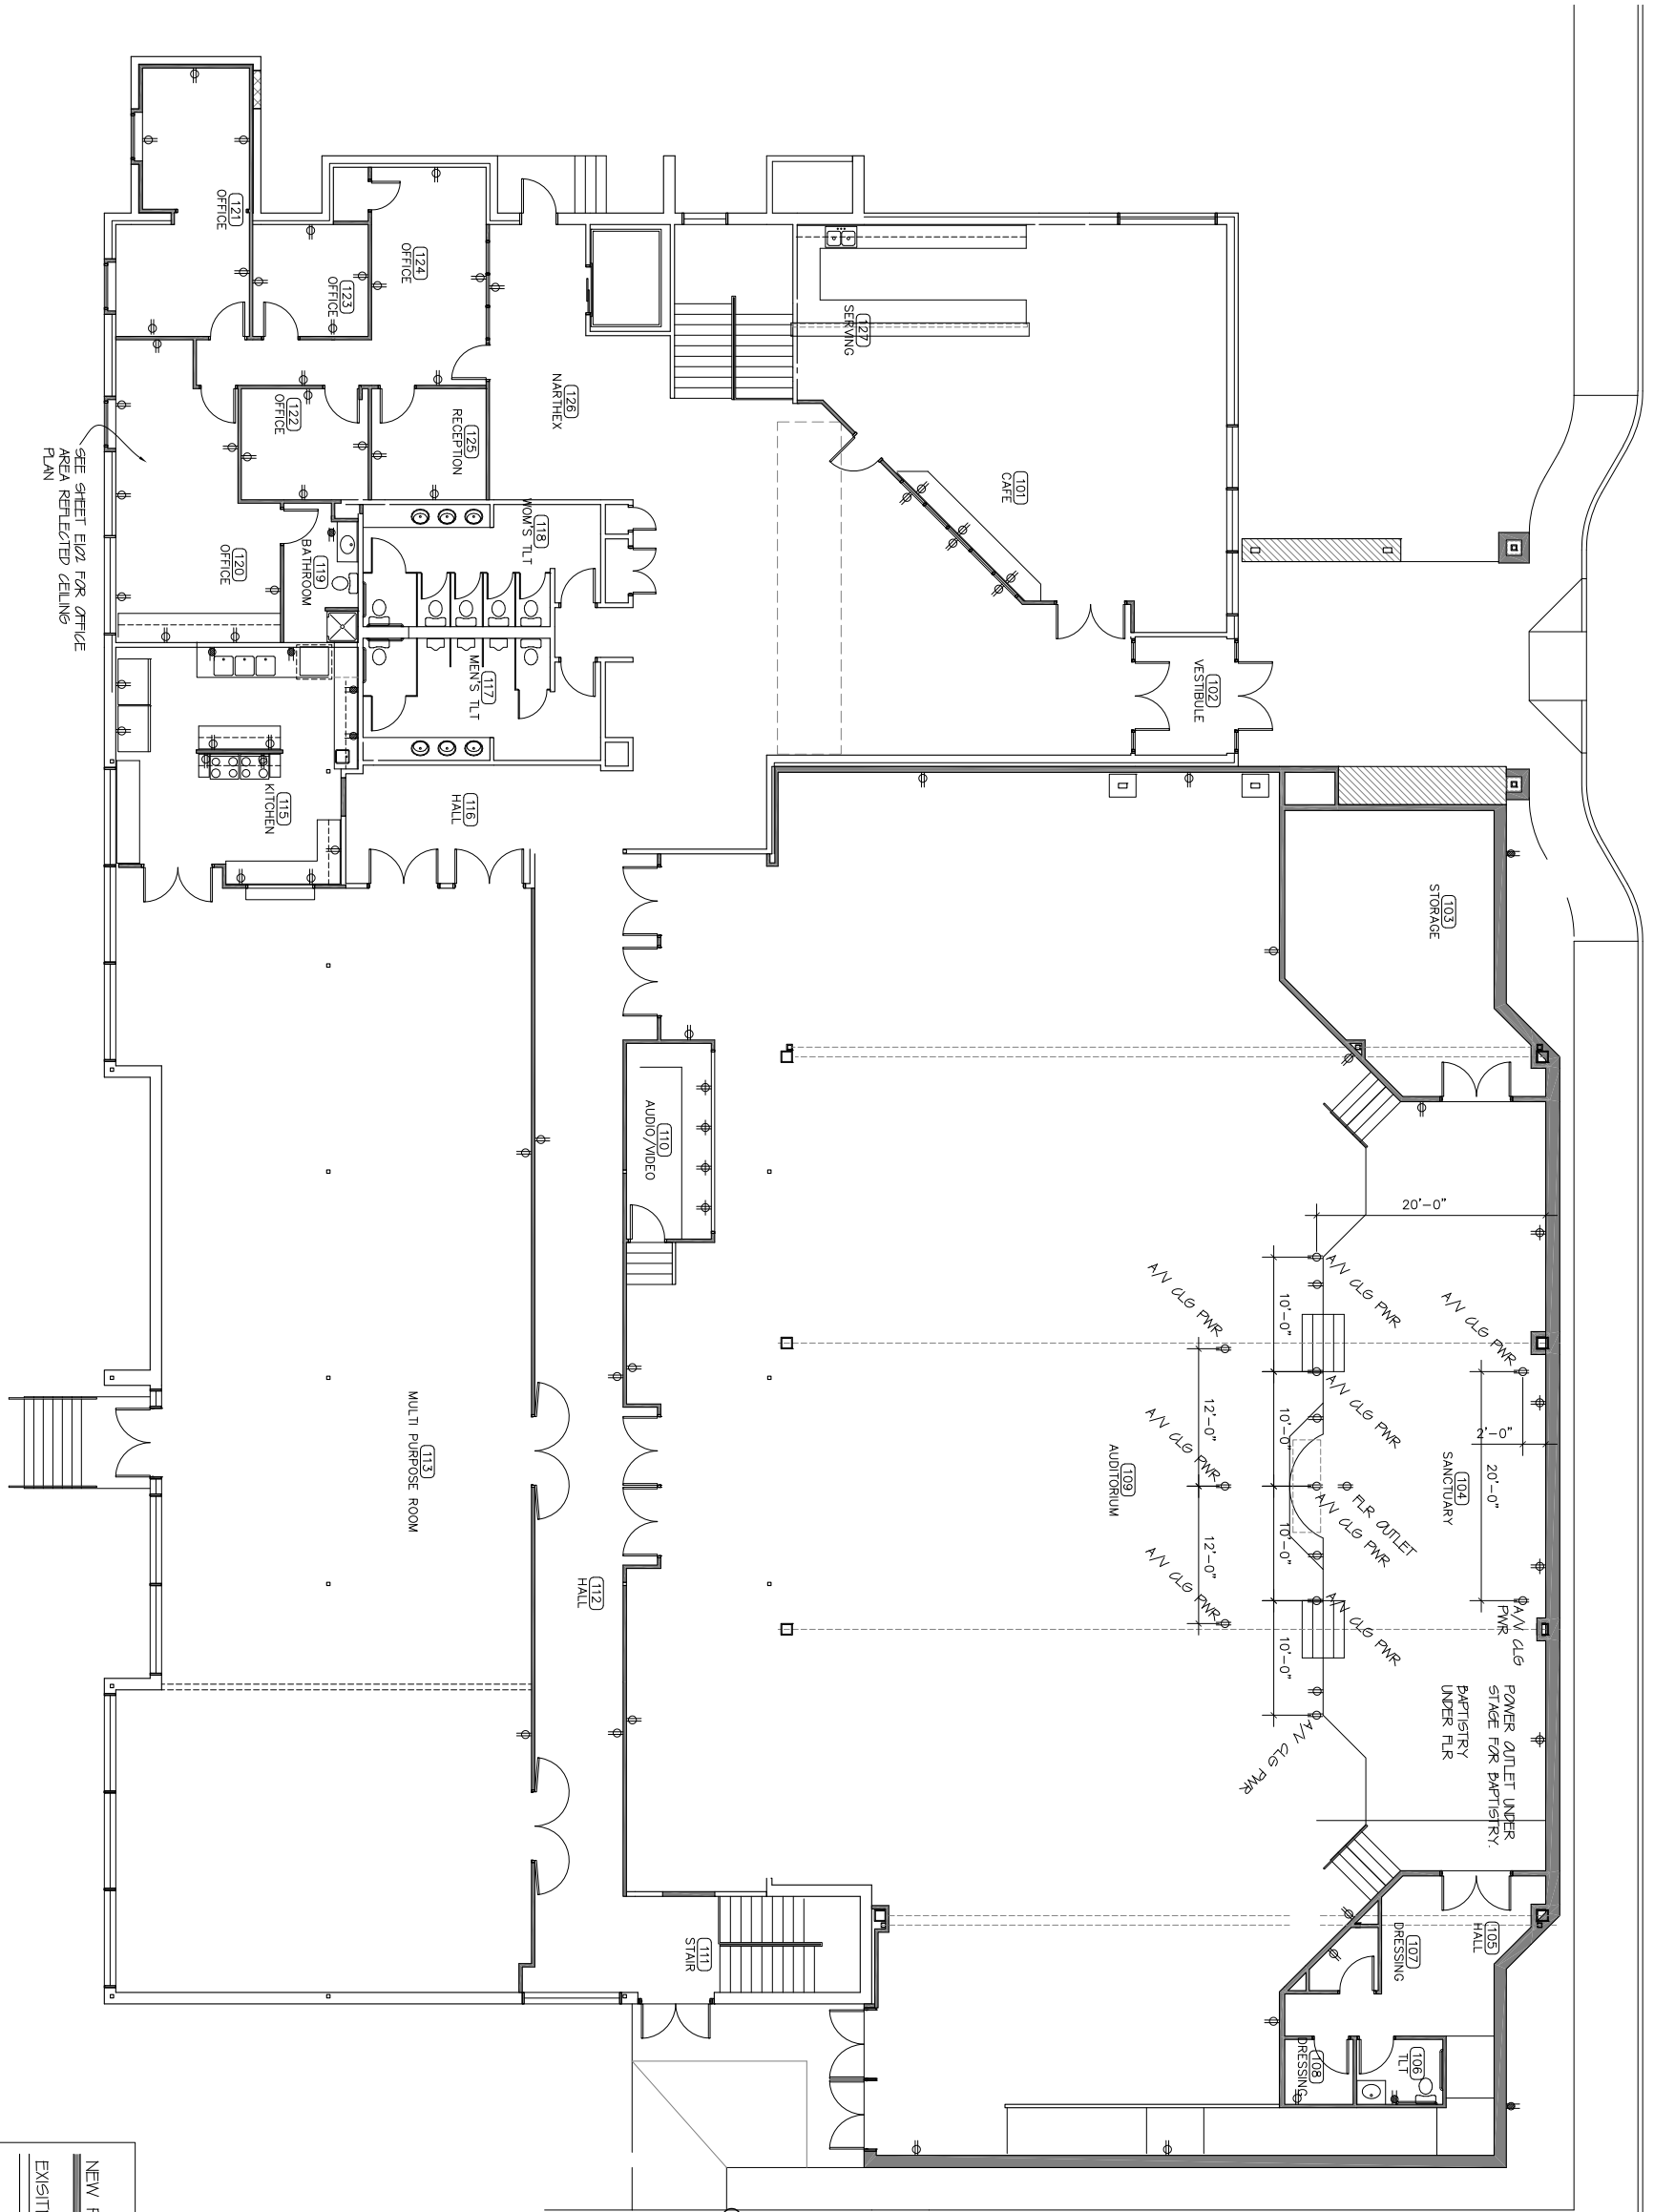 121
OFFICE
123
OFFICE
124
OFFICE
126
NARTHEX
127
SERVING
101
CAFE
102
VESTIBULE
122
OFFICE
125
RECEPTION
118
WOM'S TLT
119
BATHROOM
120
OFFICE
SEE SHEET E102 FOR OFFICE
AREA REFLECTED CEILING
PLAN
117
MEN'S TLT
115
KITCHEN
116
HALL
103
STORAGE
110
AUDIO/VIDEO
20'-0"
A/N CLG PWR
A/N CLG PWR
A/N CLG PWR
10'-0"
12'-0"
A/N CLG PWR
A/N CLG PWR
10'-0"
2'-0"
20'-0"
104
SANCTUARY
109
AUDITORIUM
FLR OUTLET
A/N CLG PWR
10'-0"
12'-0"
A/N CLG PWR
A/N CLG PWR
A/N CLG
PWR
10'-0"
A/N CLG PWR
POWER OUTLET UNDER
STAGE FOR BAPTISTRY.
BAPTISTRY
UNDER FLR
113
MULTI PURPOSE ROOM
112
HALL
111
STAIR
105
HALL
107
DRESSING
106
TLT
108
DRESSING
NEW
EXISIT